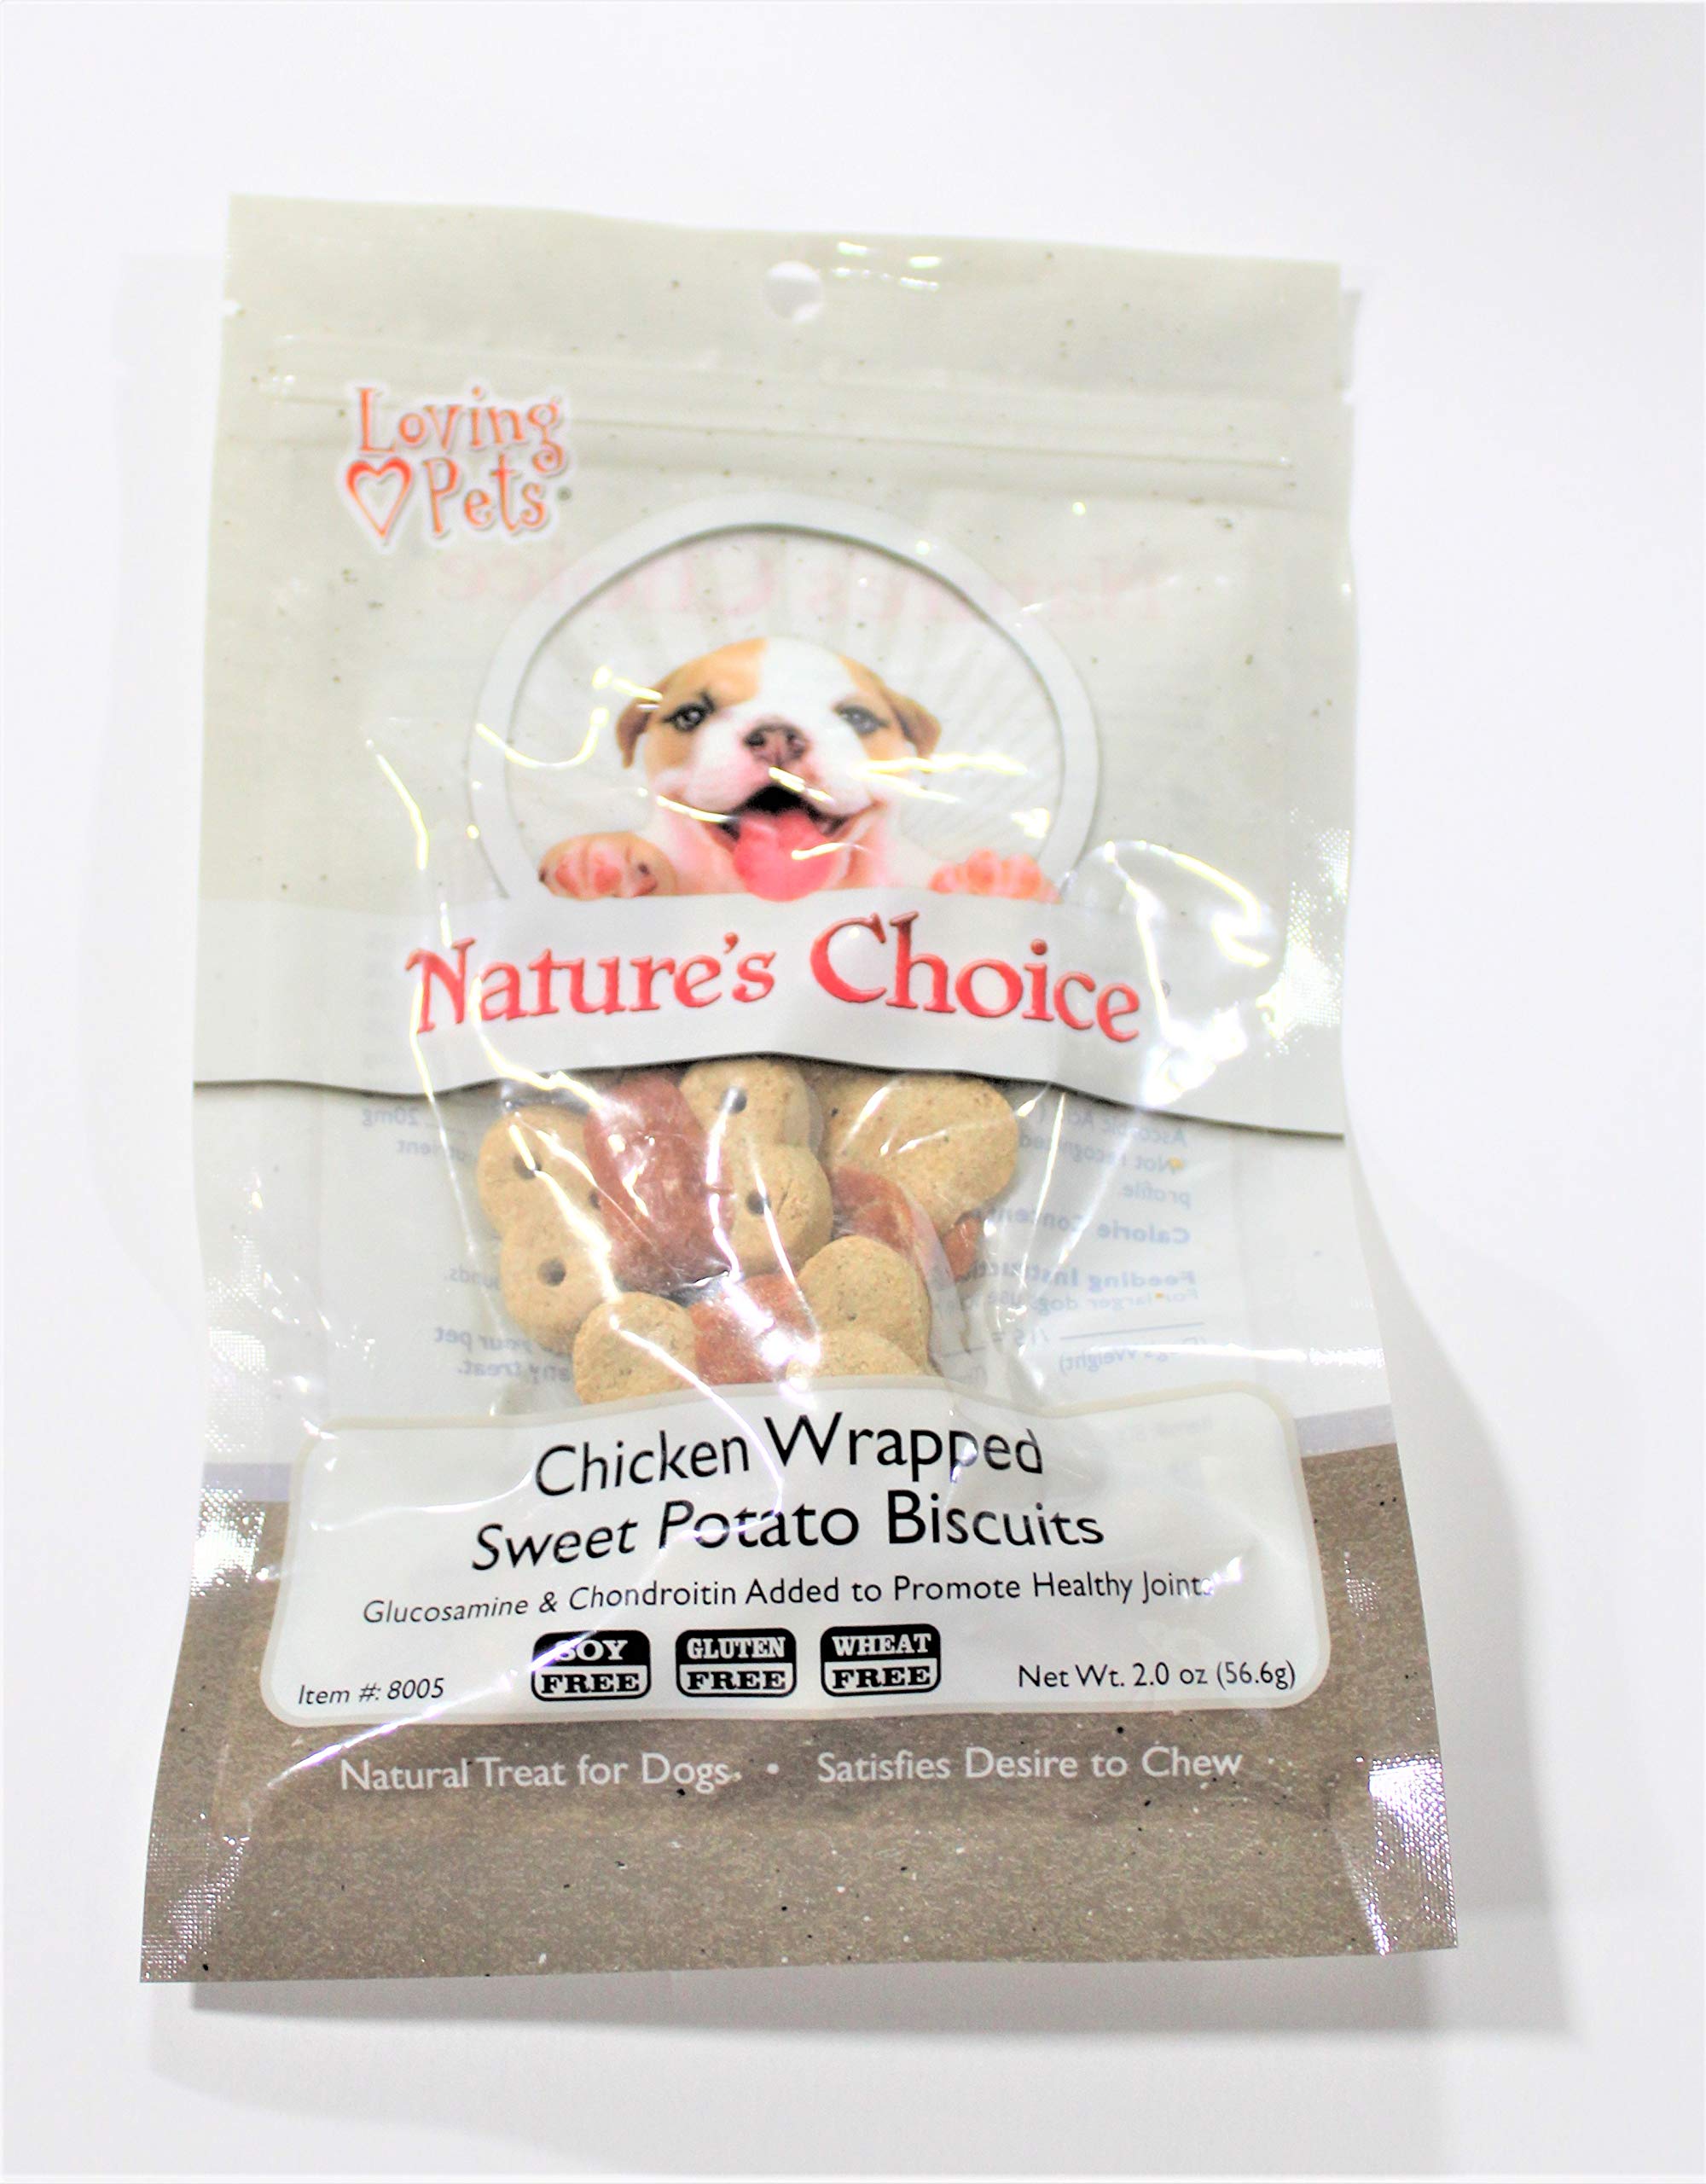 Loving
Pets
Nature's Choice
Chicken Wrapped
Sweet Potato Biscuits
Glucosamine & Chondroitin Added to Promote Healthy Joints
SOY
FREE
GLUTEN
FREE
WHEAT
FREE
Item #: 8005
Net Wt. 2.0 oz (56.6g)
Natural Treat for Dogs • Satisfies Desire to Chew